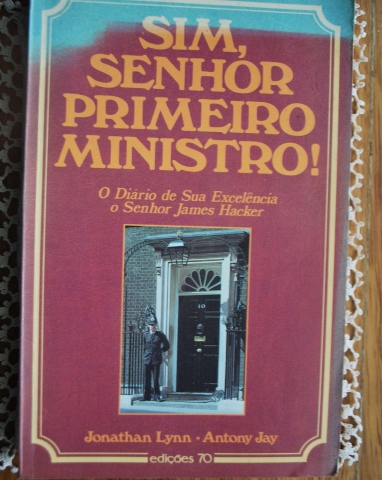 SIM,
SENHOR
PRIMEIRO
MINISTRO!
O Diário de Sua Excelência
o Senhor James Hacker
10
Jonathan Lynn • Antony Jay
edições 70